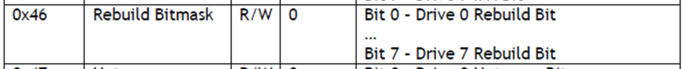 0x46 Rebuild Bitmask R/W 0 Bit 0 - Drive 0 Rebuild Bit
...
Bit 7 - Drive 7 Rebuild Bit